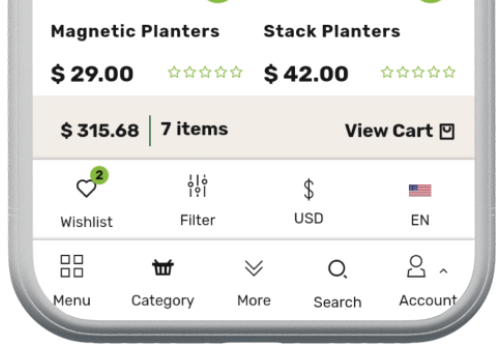 Magnetic Planters Stack Planters
$ 29.00 $ 42.00
$ 315.68 7 items View Cart
2
Wishlist Filter USD EN
Menu Category More Search Account